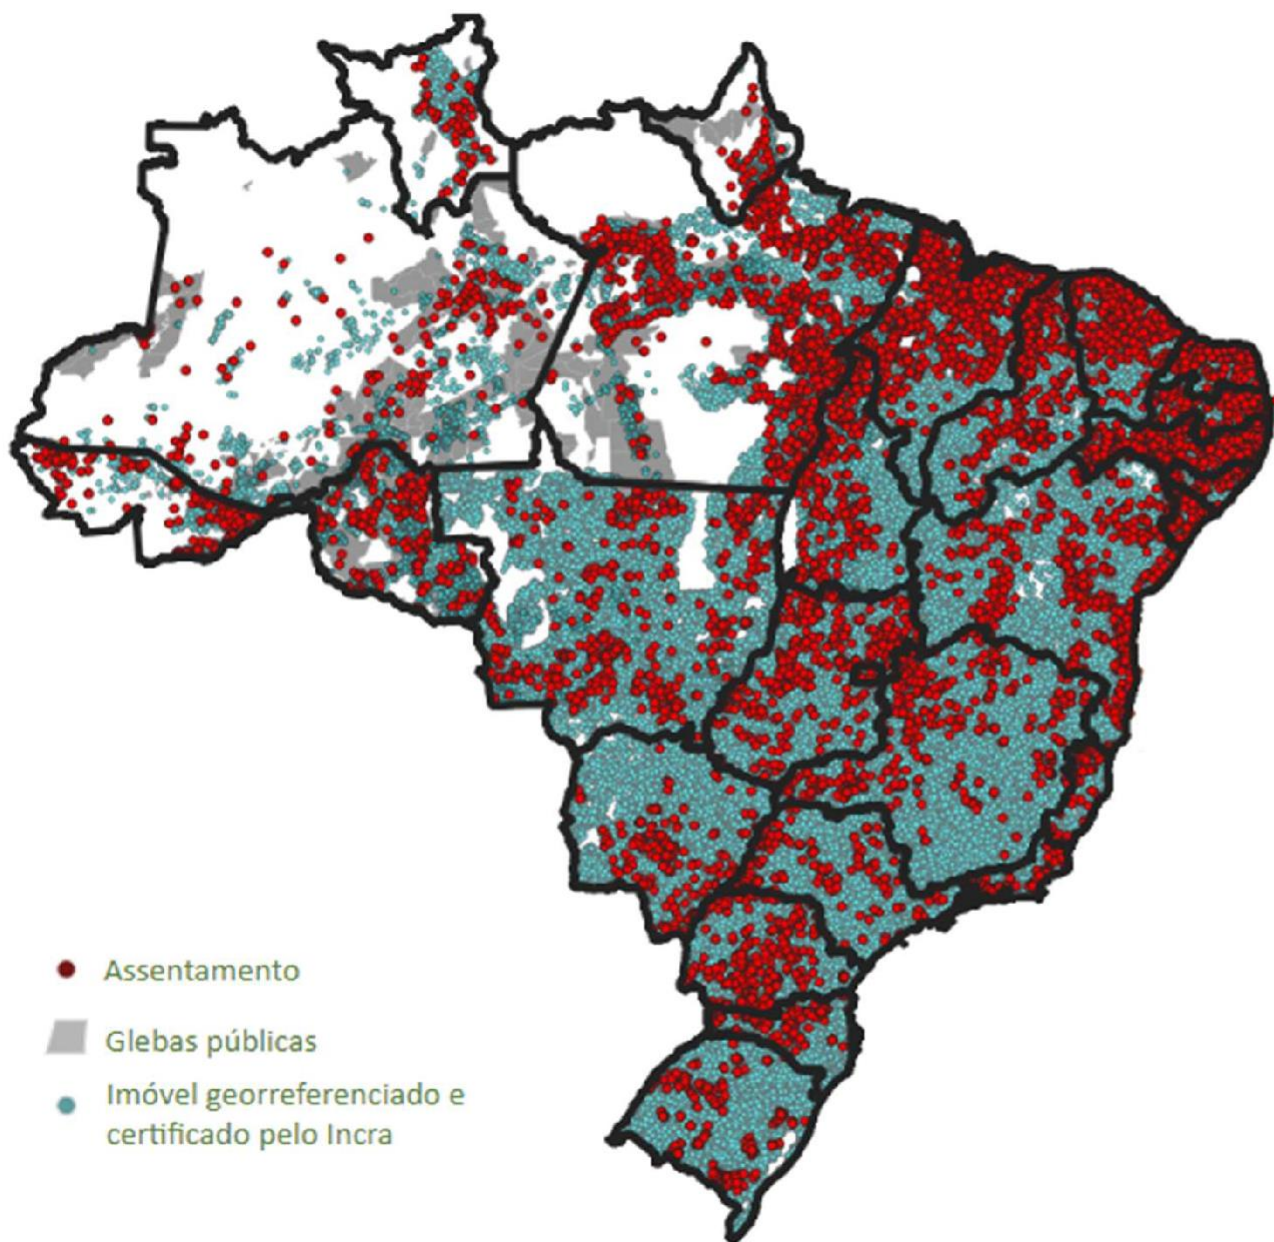 Assentamento
Glebas públicas
Imóvel georreferenciado e
certificado pelo Incra